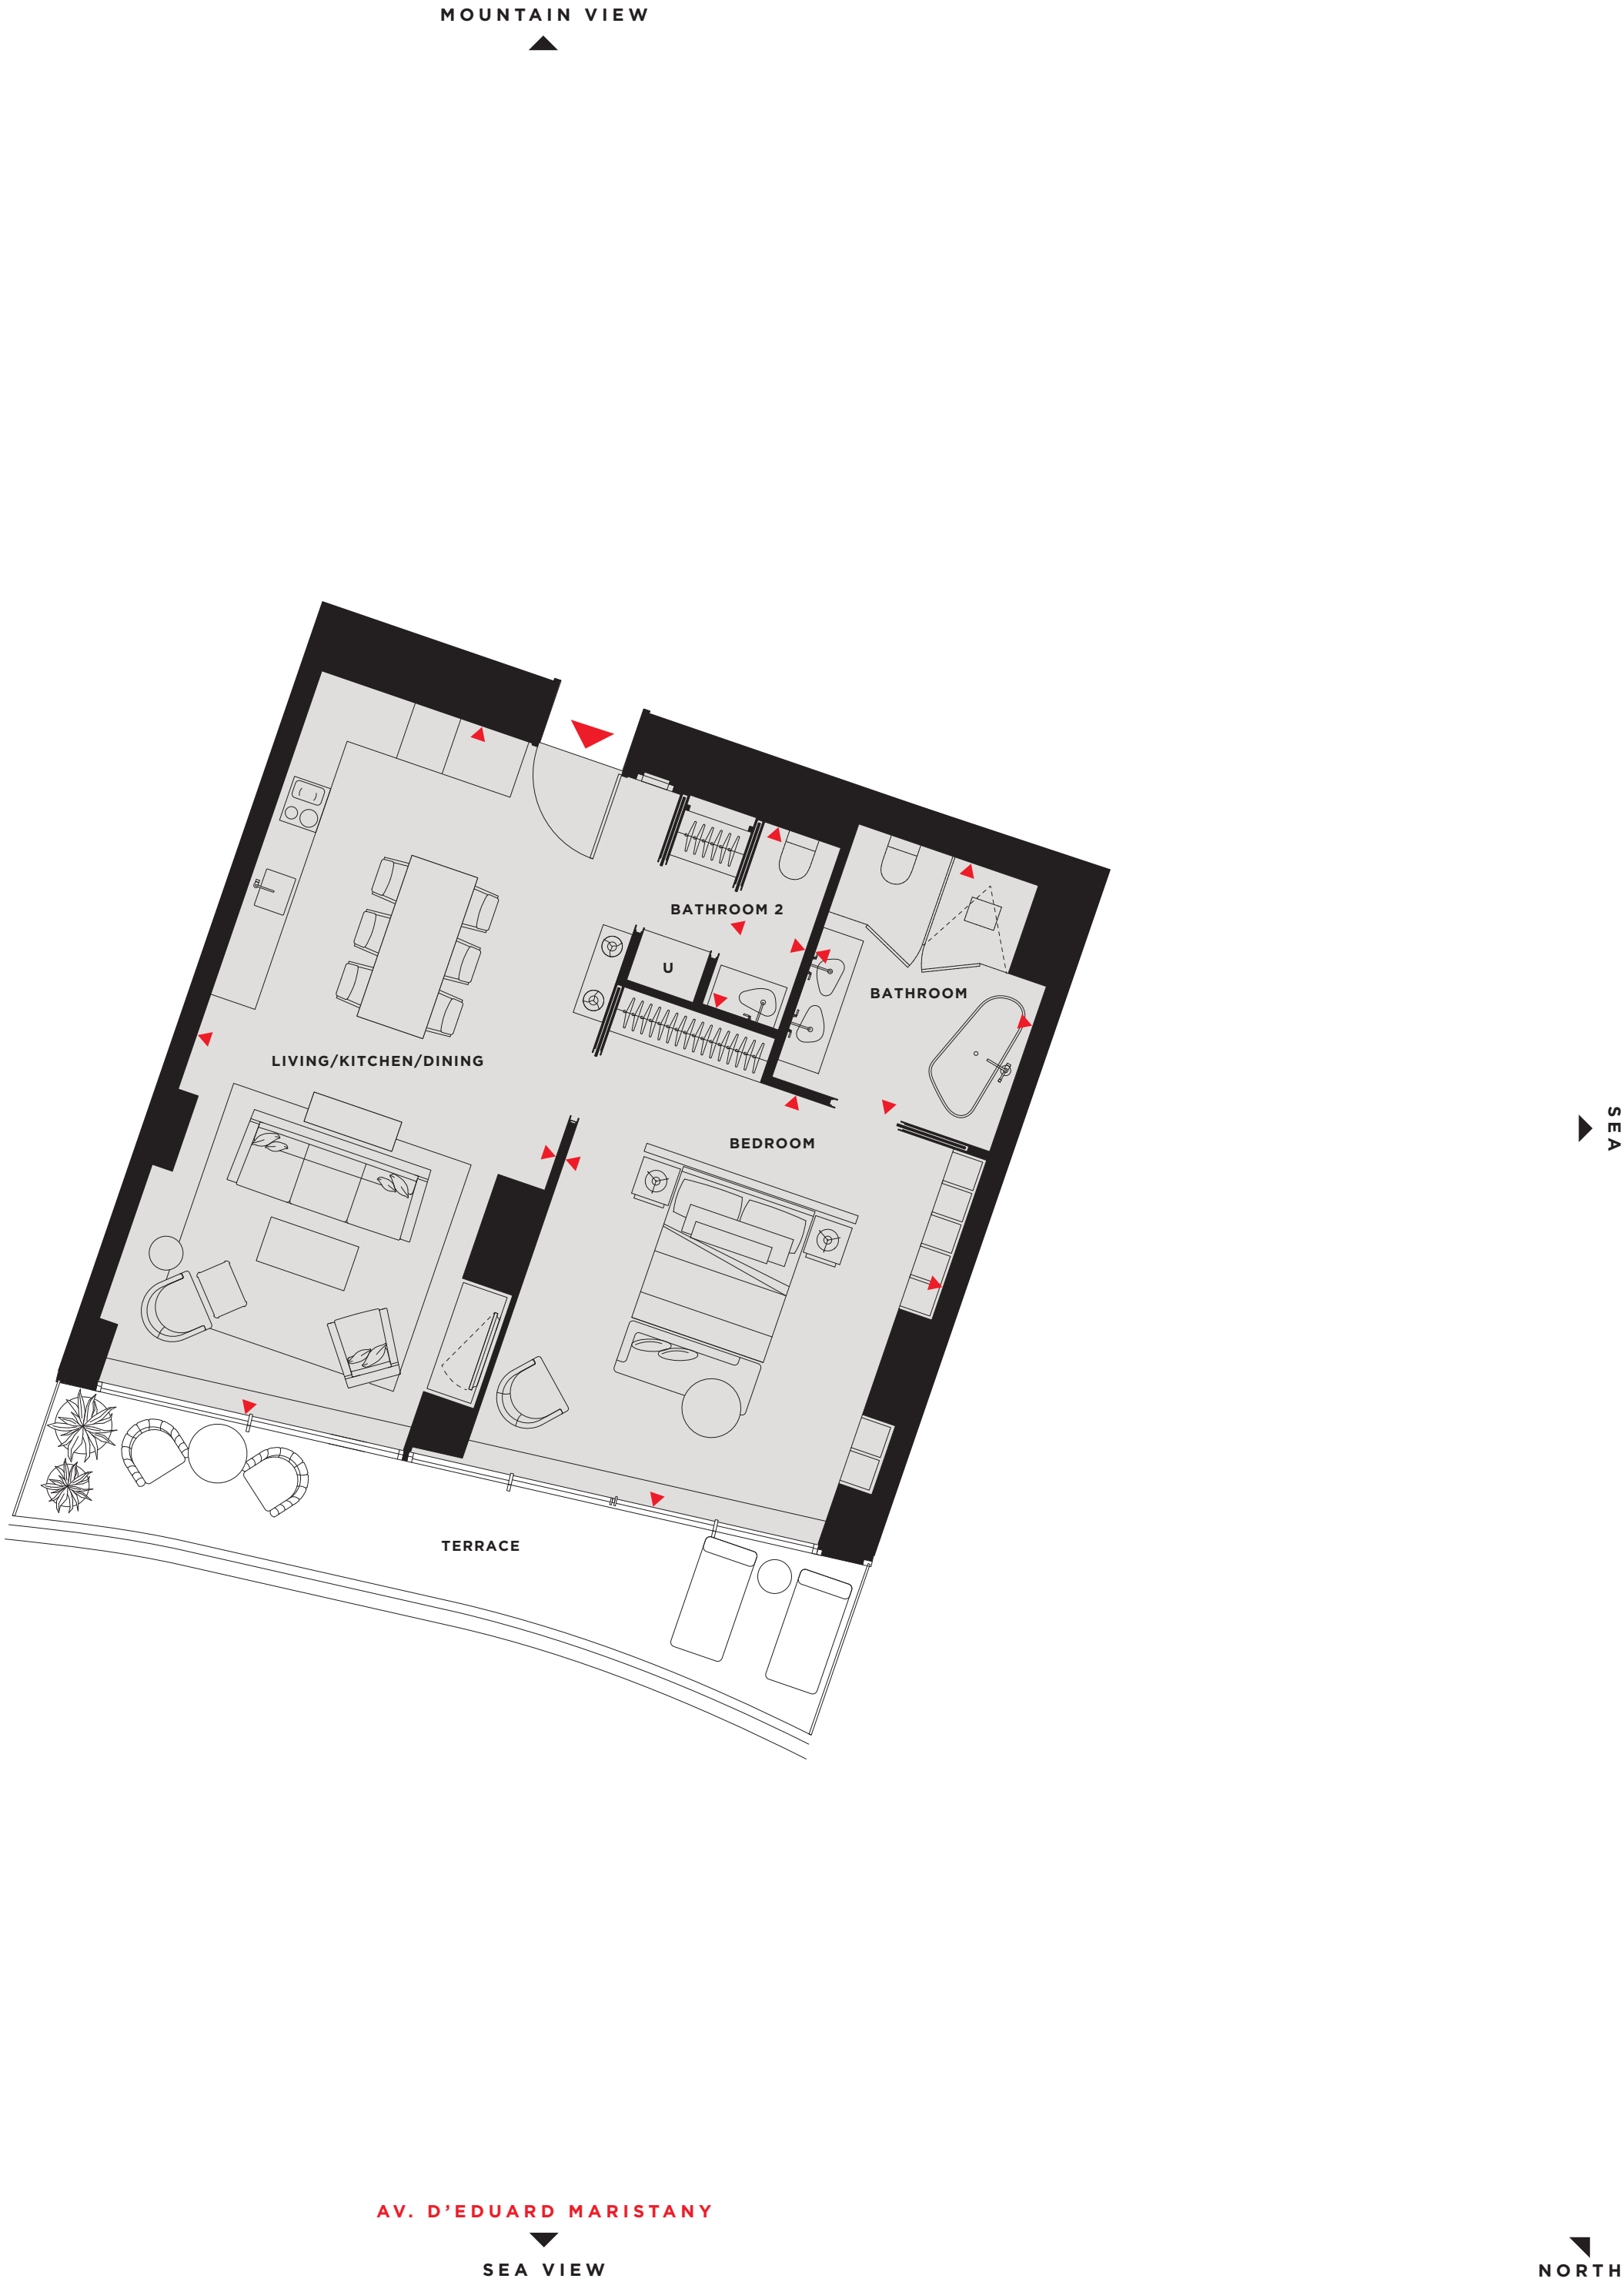 MOUNTAIN VIEW
BATHROOM 2
U
BATHROOM
LIVING/KITCHEN/DINING
BEDROOM
SEA
TERRACE
AV. D’EDUARD MARISTANY
SEA VIEW
NORTH